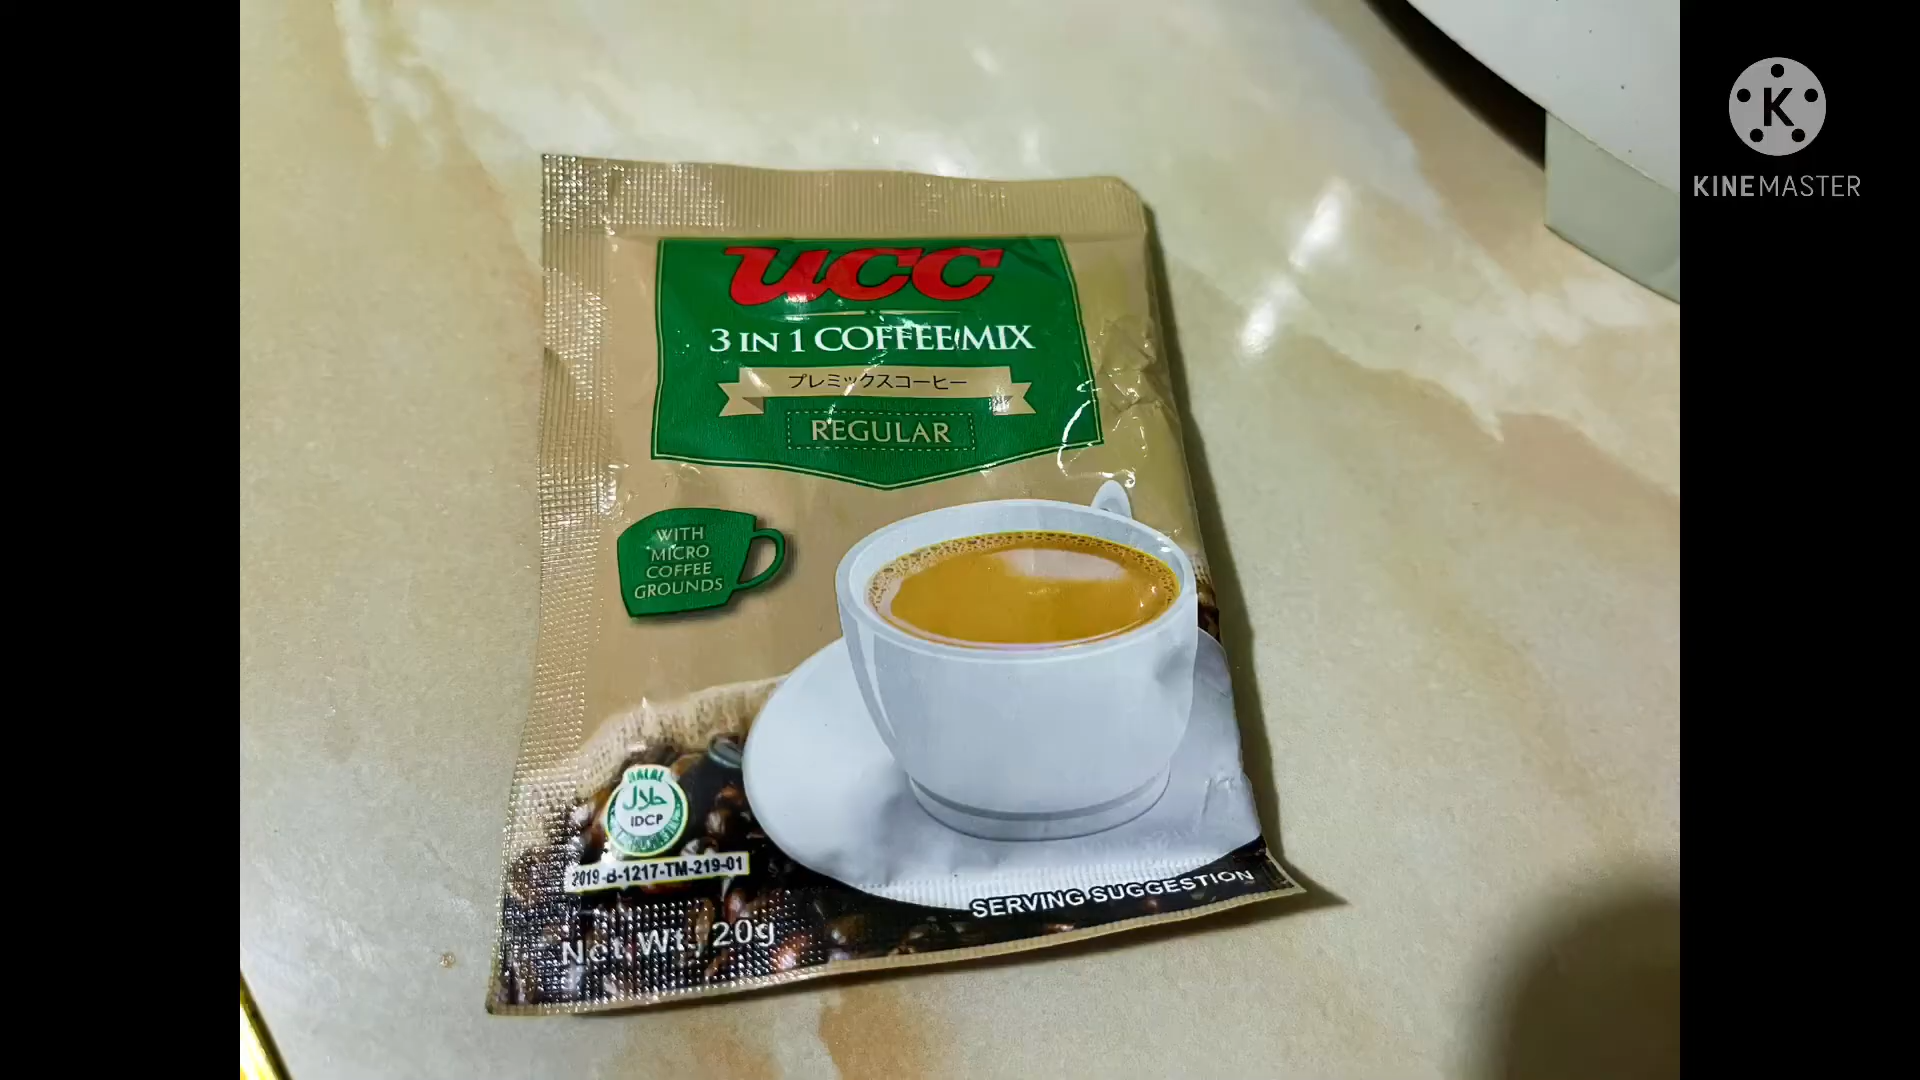 ucc
3 IN 1 COFFEE MIX
プレミックスコーヒー
REGULAR
WITH
MICRO
COFFEE
GROUNDS
HALAL
حلال
IDCP
2019-B-1217-TM-219-01
SERVING SUGGESTION
Net Wt. 20g
K
KINEMASTER